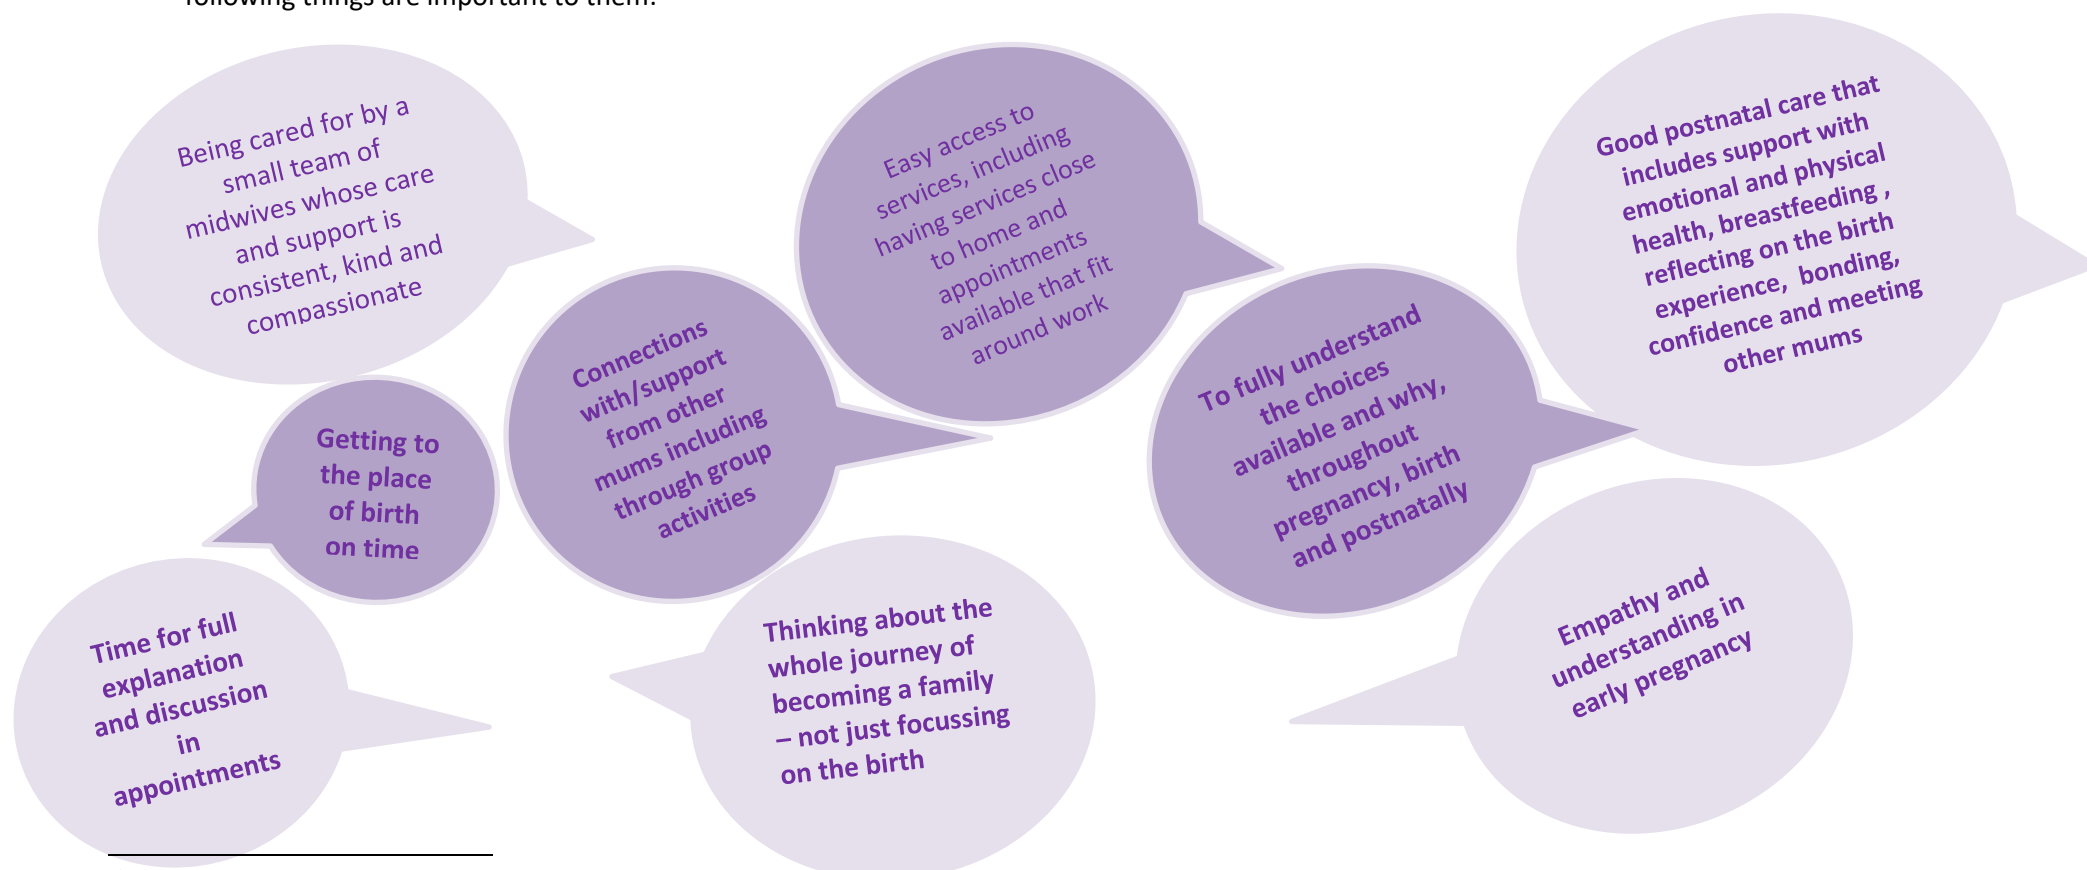 following things are important to them:
Being cared for by a
small team of
midwives whose care
and support is
consistent, kind and
compassionate
Easy access to
services, including
having services close
to home and
appointments
available that fit
around work
Good postnatal care that
includes support with
emotional and physical
health, breastfeeding ,
reflecting on the birth
experience, bonding,
confidence and meeting
other mums
Connections
with/support
from other
mums including
through group
activities
To fully understand
the choices
available and why,
throughout
pregnancy, birth
and postnatally
Getting to
the place
of birth
on time
Time for full
explanation
and discussion
in
appointments
Thinking about the
whole journey of
becoming a family
– not just focussing
on the birth
Empathy and
understanding in
early pregnancy